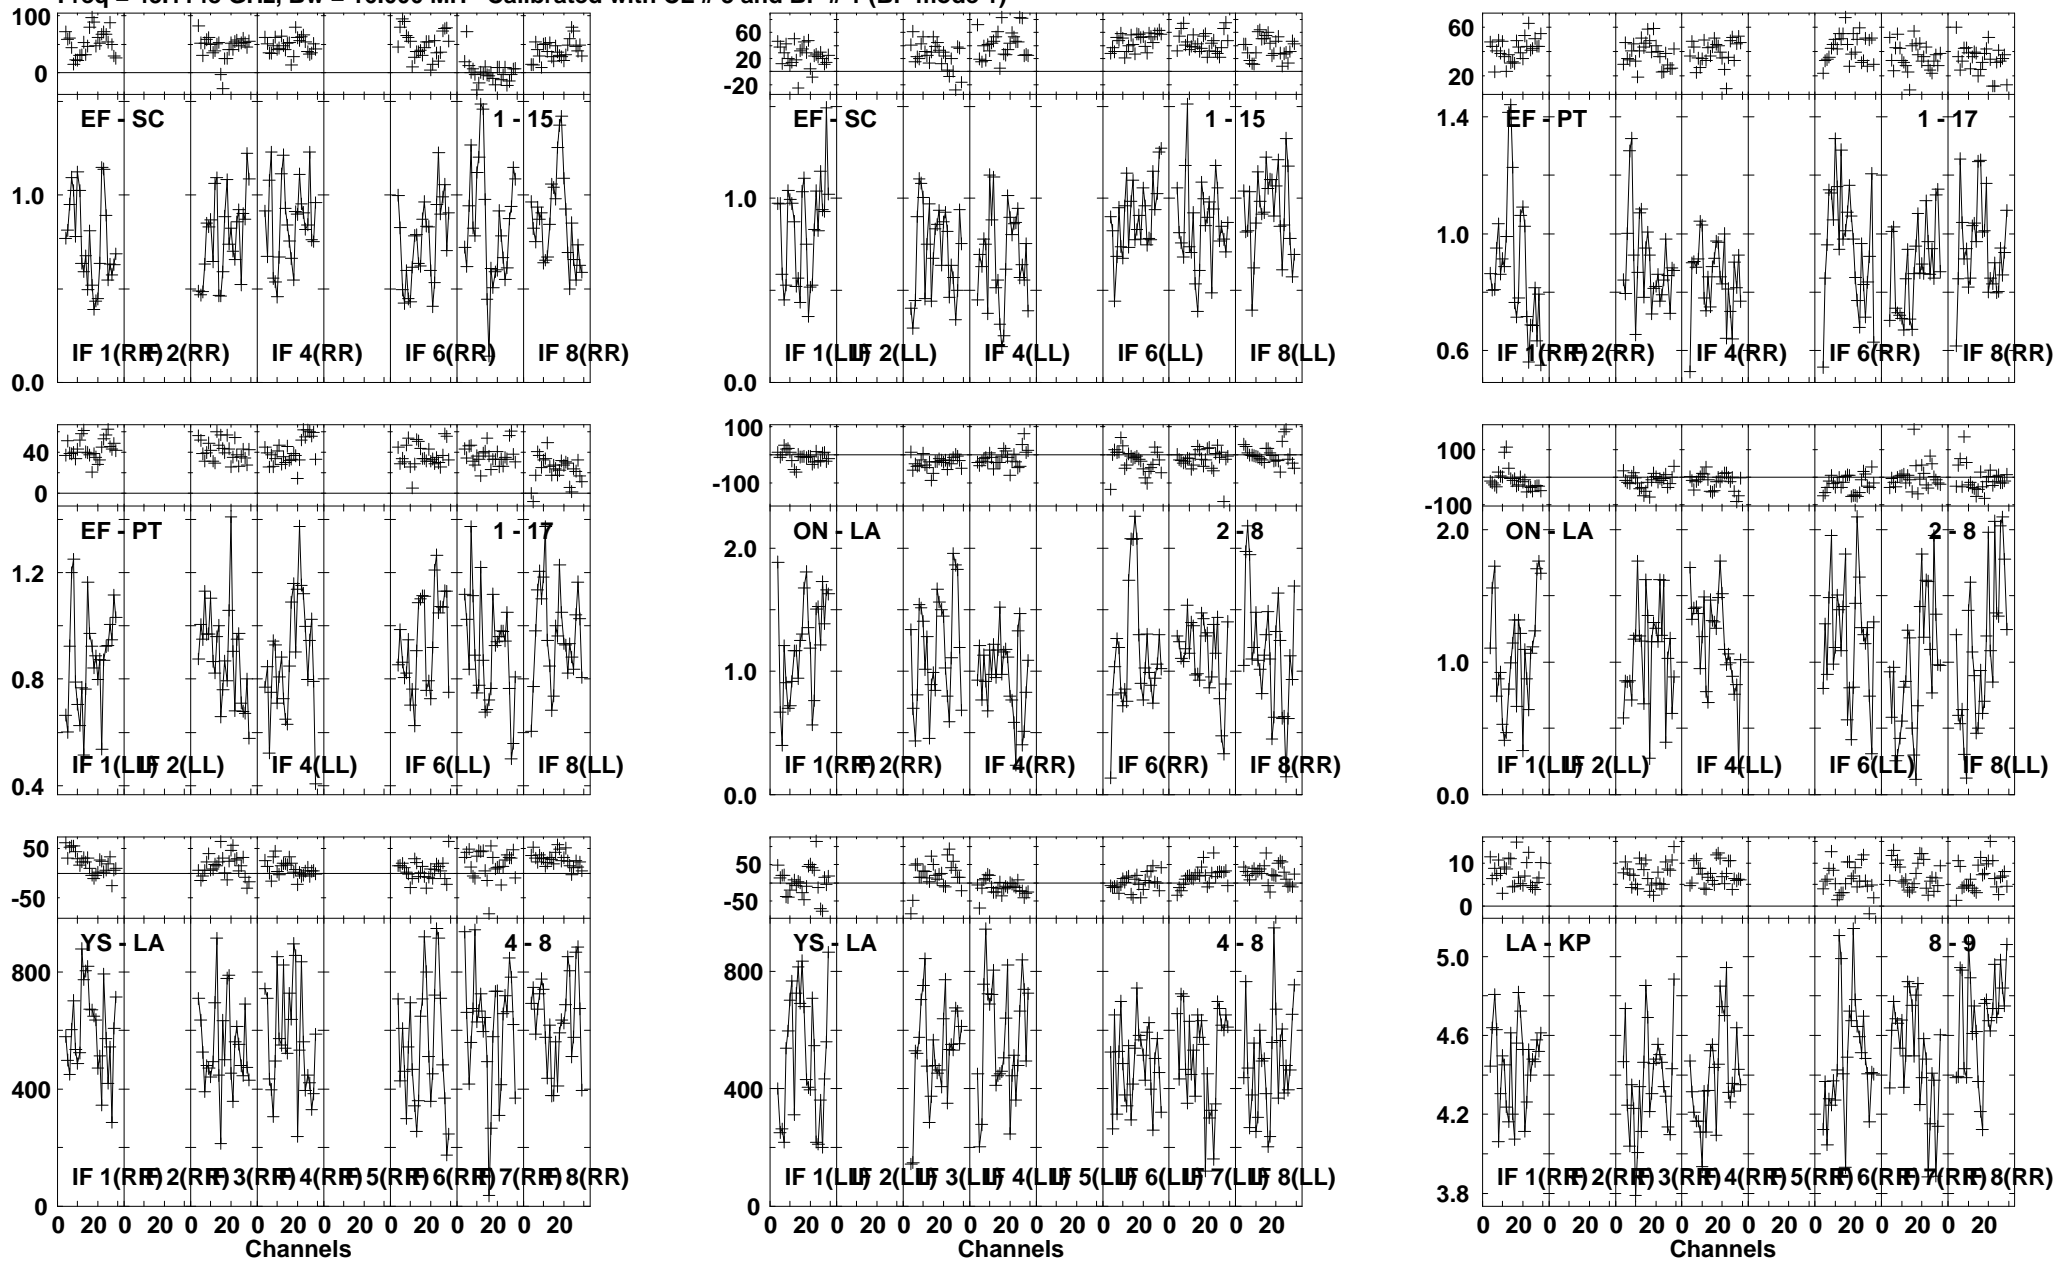 100
0
EF - SC 1 - 15
1.0
IF 1(RR) IF 2(RR) IF 4(RR) IF 6(RR) IF 8(RR)
0.0
60
20
-20
EF - SC 1 - 15
1.0
IF 1(LL) IF 2(LL) IF 4(LL) IF 6(LL) IF 8(LL)
0.0
60
20
1.4
EF - PT 1 - 17
1.0
0.6
IF 1(RR) IF 2(RR) IF 4(RR) IF 6(RR) IF 8(RR)
40
0
EF - PT 1 - 17
1.2
0.8
IF 1(LL) IF 2(LL) IF 4(LL) IF 6(LL) IF 8(LL)
0.4
100
-100
ON - LA 2 - 8
2.0
1.0
IF 1(RR) IF 2(RR) IF 4(RR) IF 6(RR) IF 8(RR)
0.0
100
-100
ON - LA 2 - 8
2.0
1.0
IF 1(LL) IF 2(LL) IF 4(LL) IF 6(LL) IF 8(LL)
0.0
50
-50
YS - LA 4 - 8
800
400
IF 1(RR) IF 2(RR) IF 3(RR) IF 4(RR) IF 5(RR) IF 6(RR) IF 7(RR) IF 8(RR)
0
0 20 0 0 20 0 20 0 0 20 0 20 0 20
Channels
50
-50
YS - LA 4 - 8
800
400
IF 1(LL) IF 2(LL) IF 3(LL) IF 4(LL) IF 5(LL) IF 6(LL) IF 7(LL) IF 8(LL)
0
0 20 0 0 20 0 20 0 0 20 0 20 0 20
Channels
10
0
LA - KP 8 - 9
5.0
4.6
4.2
IF 1(RR) IF 2(RR) IF 3(RR) IF 4(RR) IF 5(RR) IF 6(RR) IF 7(RR) IF 8(RR)
3.8
0 20 0 0 20 0 20 0 0 20 0 20 0 20
Channels